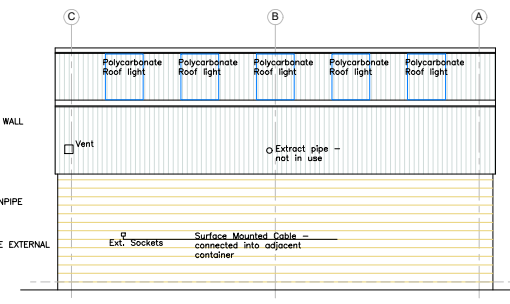 C
B
A
Polycarbonate Polycarbonate Polycarbonate Polycarbonate Polycarbonate
Roof light Roof light Roof light Roof light Roof light
WALL
Vent
Extract pipe –
not in use
NPIPE
E EXTERNAL
Ext. Sockets
Surface Mounted Cable –
connected into adjacent
container